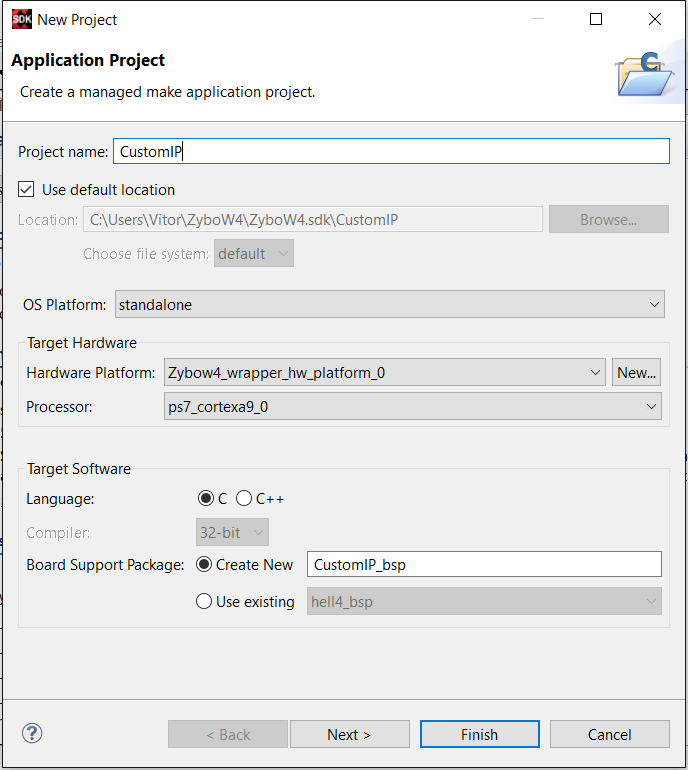 SDK New Project
Application Project
Create a managed make application project.
C
Project name: CustomIP
Use default location
Location: C:\Users\Vitor\ZyboW4\ZyboW4.sdk\CustomIP Browse...
Choose file system: default
OS Platform: standalone
Target Hardware
Hardware Platform: Zybow4_wrapper_hw_platform_0 New...
Processor: ps7_cortexa9_0
Target Software
Language: C C++
Compiler: 32-bit
Board Support Package: Create New CustomIP_bsp
Use existing hell4_bsp
? < Back Next > Finish Cancel